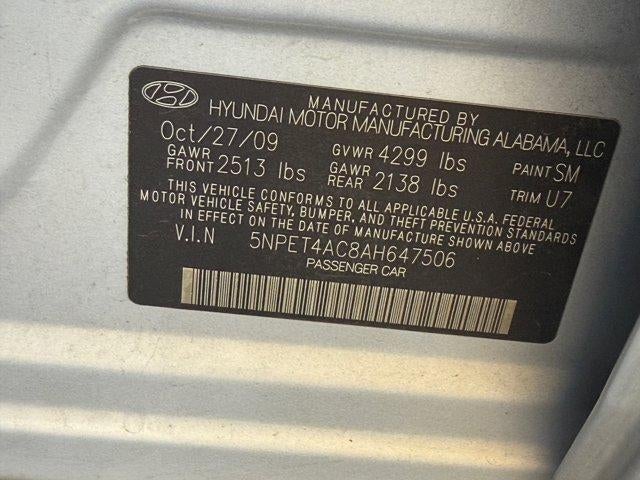 MANUFACTURED BY
HYUNDAI MOTOR MANUFACTURING ALABAMA, LLC
Oct/27/09 GVWR 4299 lbs PAINT SM
GAWR FRONT 2513 lbs GAWR REAR 2138 lbs TRIM U7
THIS VEHICLE CONFORMS TO ALL APPLICABLE U.S.A. FEDERAL
MOTOR VEHICLE SAFETY, BUMPER, AND THEFT PREVENTION STANDARDS
IN EFFECT ON THE DATE OF MANUFACTURE SHOWN ABOVE
V.I.N 5NPET4AC8AH647506
PASSENGER CAR